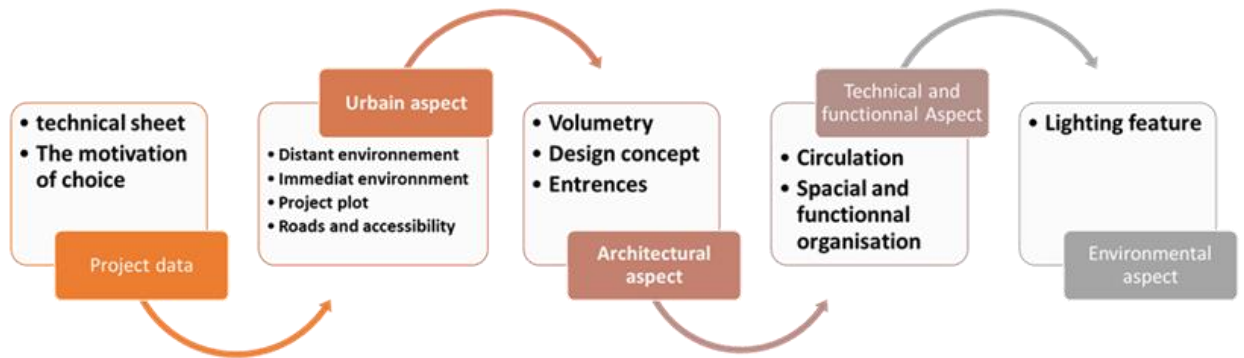 • technical sheet
• The motivation
of choice
Project data
Urbain aspect
• Distant environnement
• Immediat environnment
• Project plot
• Roads and accessibility
• Volumetry
• Design concept
• Entrences
Architectural
aspect
Technical and
functionnal Aspect
• Circulation
• Spacial and
functionnal
organisation
• Lighting feature
Environmental
aspect